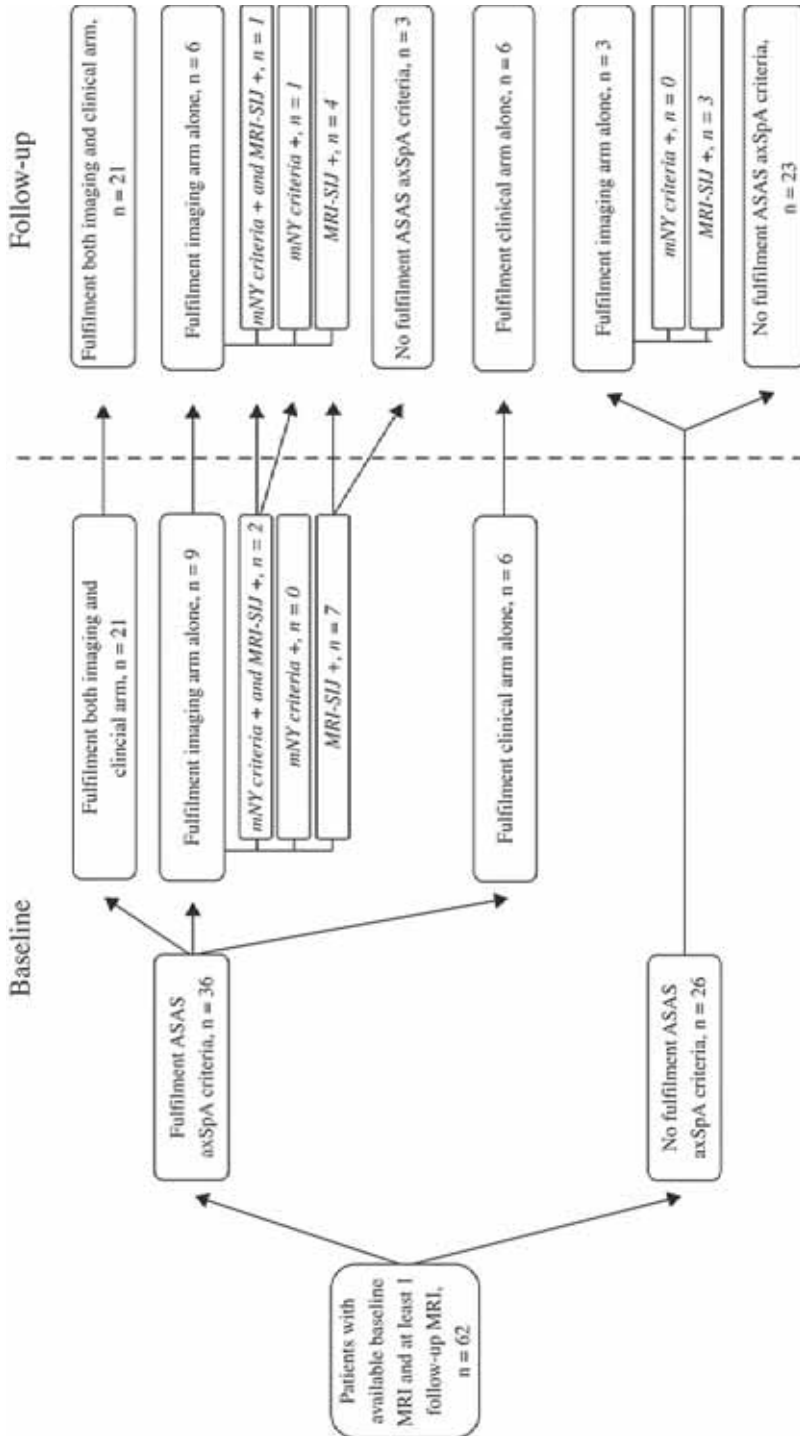 Baseline
Follow-up
Patients with
available baseline
MRI and at least 1
follow-up MRI,
n = 62
Fulfilment ASAS
axSpA criteria, n = 36
No fulfilment ASAS
axSpA criteria, n = 26
Fulfilment both imaging and
clincial arm, n = 21
Fulfilment imaging arm alone, n = 9
mNY criteria + and MRI-SIJ +, n = 2
mNY criteria +, n = 0
MRI-SIJ +, n = 7
Fulfilment clinical arm alone, n = 6
Fulfilment both imaging and clinical arm,
n = 21
Fulfilment imaging arm alone, n = 6
mNY criteria + and MRI-SIJ +, n = 1
mNY criteria +, n = 1
MRI-SIJ +, n = 4
No fulfilment ASAS axSpA criteria, n = 3
Fulfilment clinical arm alone, n = 6
Fulfilment imaging arm alone, n = 3
mNY criteria +, n = 0
MRI-SIJ +, n = 3
No fulfilment ASAS axSpA criteria,
n = 23